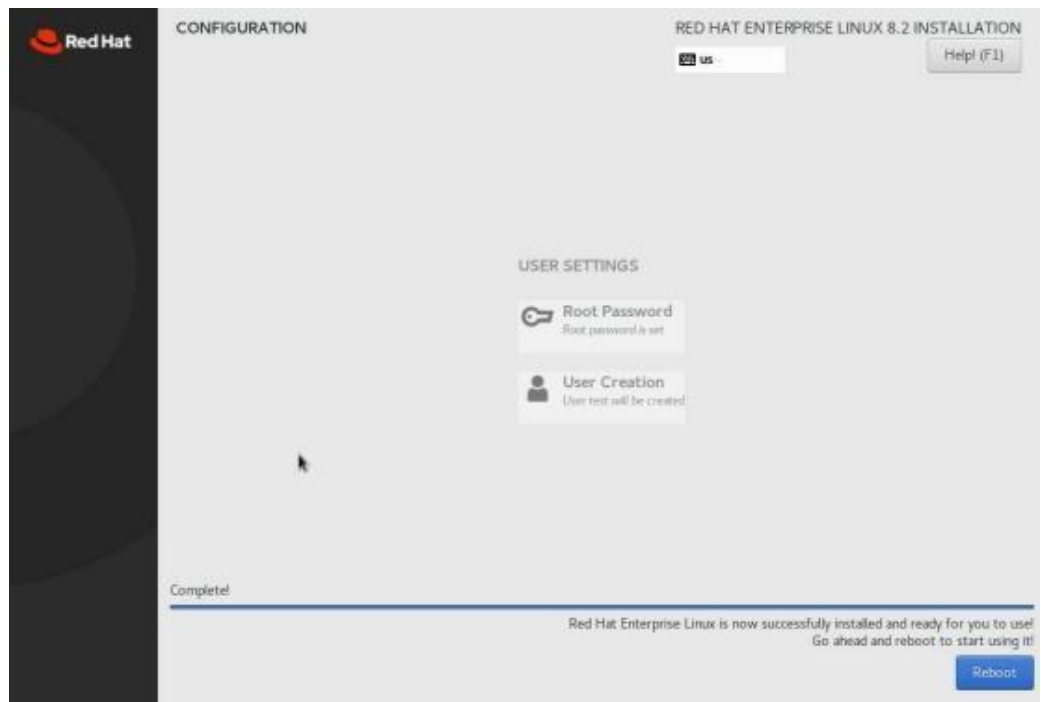 Red Hat
CONFIGURATION
RED HAT ENTERPRISE LINUX 8.2 INSTALLATION
us
Help! (F1)
USER SETTINGS
Root Password
Root password is set
User Creation
User test will be created
Complete!
Red Hat Enterprise Linux is now successfully installed and ready for you to use!
Go ahead and reboot to start using it!
Reboot